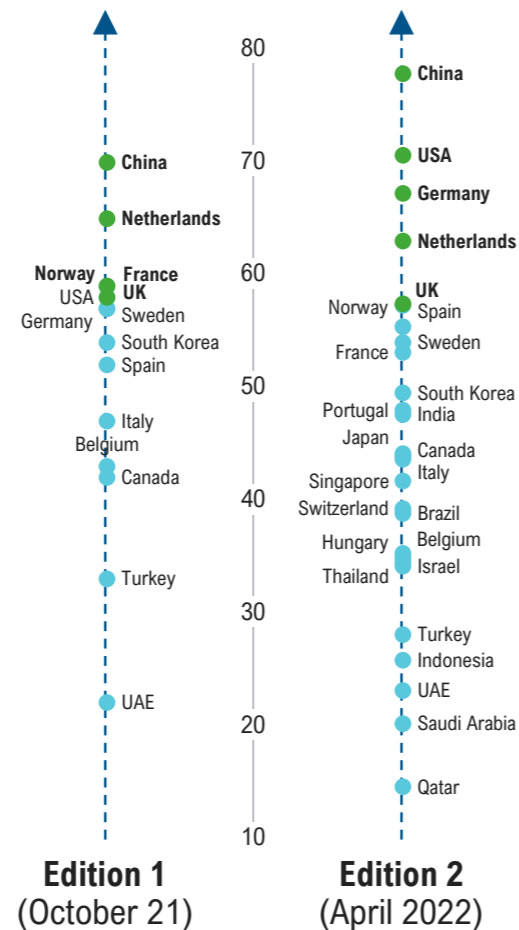 80
70
60
50
40
30
20
10
China
Netherlands
Norway
France
USA
UK
Germany
Sweden
South Korea
Spain
Italy
Belgium
Canada
Turkey
UAE
Edition 1
(October 21)
China
USA
Germany
Netherlands
UK
Norway
Spain
Sweden
France
South Korea
Portugal
India
Japan
Canada
Italy
Singapore
Switzerland
Brazil
Belgium
Hungary
Israel
Thailand
Turkey
Indonesia
UAE
Saudi Arabia
Qatar
Edition 2
(April 2022)